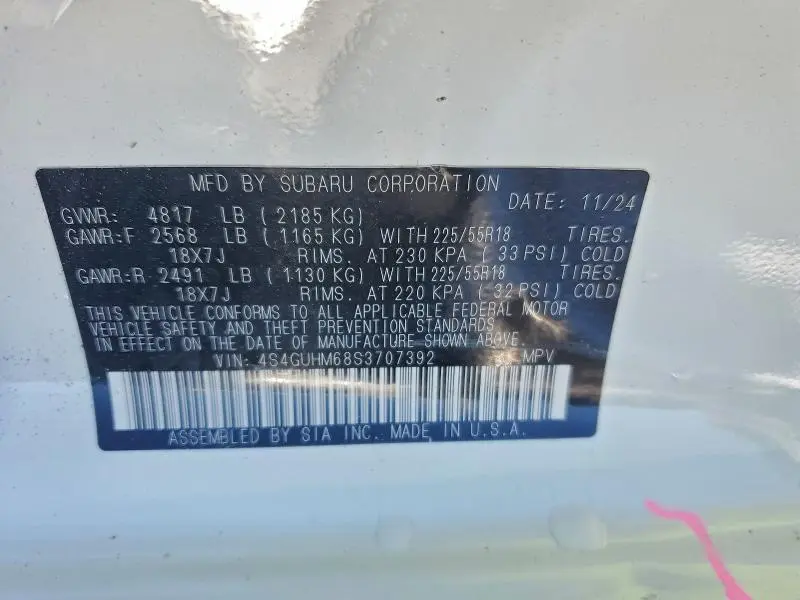 MFD BY SUBARU CORPORATION DATE: 11/24
GVWR: 4817 LB ( 2185 KG)
GAWR:F 2568 LB ( 1165 KG) WITH 225/55R18 TIRES.
18X7J RIMS. AT 230 KPA ( 33 PSI) COLD
GAWR:R 2491 LB ( 1130 KG) WITH 225/55R18 TIRES.
18X7J RIMS. AT 220 KPA ( 32 PSI) COLD
THIS VEHICLE CONFORMS TO ALL APPLICABLE FEDERAL MOTOR
VEHICLE SAFETY AND THEFT PREVENTION STANDARDS
IN EFFECT ON THE DATE OF MANUFACTURE SHOWN ABOVE.
VIN: 4S4GUHM68S3707392 MPV
ASSEMBLED BY SIA INC. MADE IN U.S.A.